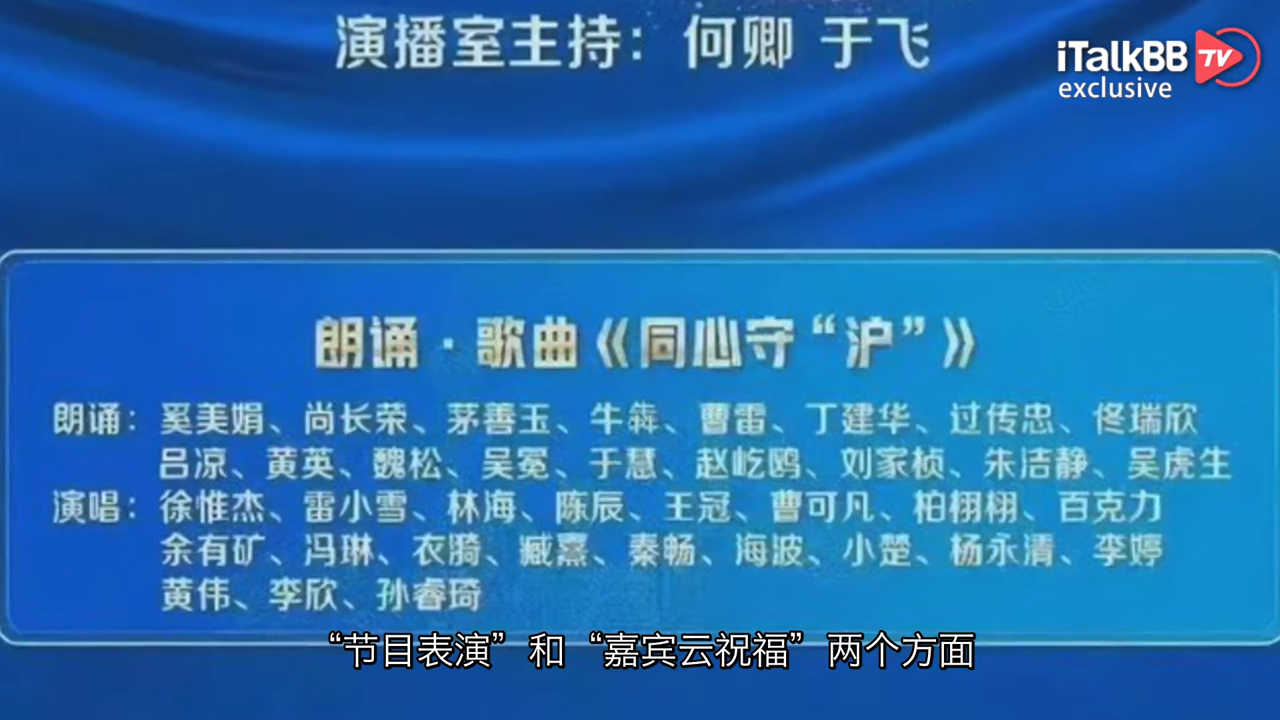 演播室主持：何卿 于飞
iTalkBB TV
exclusive
朗诵·歌曲《同心守“沪”》
朗诵：奚美娟、尚长荣、茅善玉、牛犇、曹雷、丁建华、过传忠、佟瑞欣
吕凉、黄英、魏松、吴冕、于慧、赵屹鸥、刘家桢、朱洁静、吴虎生
演唱：徐惟杰、雷小雪、林海、陈辰、王冠、曹可凡、柏栩栩、百克力
余有矿、冯琳、衣漪、臧熹、秦畅、海波、小楚、杨永清、李婷
黄伟、李欣、孙睿琦
“节目表演”和“嘉宾云祝福”两个方面